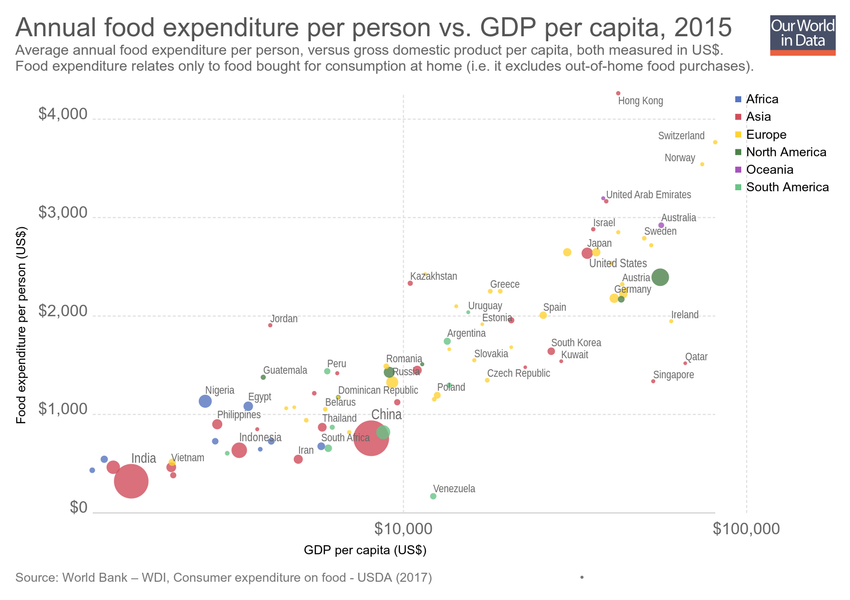 Annual food expenditure per person vs. GDP per capita, 2015
Average annual food expenditure per person, versus gross domestic product per capita, both measured in US$.
Food expenditure relates only to food bought for consumption at home (i.e. it excludes out-of-home food purchases).
Our World
in Data
Africa
Asia
Europe
North America
Oceania
South America
Food expenditure per person (US$)
$4,000
$3,000
$2,000
$1,000
$0
Hong Kong
Switzerland
Norway
United Arab Emirates
Australia
Israel
Sweden
Japan
United States
Kazakhstan
Austria
Greece
Germany
Uruguay
Spain
Ireland
Jordan
Estonia
Argentina
South Korea
Romania
Slovakia
Kuwait
Qatar
Guatemala
Peru
Russia
Czech Republic
Singapore
Nigeria
Egypt
Dominican Republic
Poland
Belarus
Philippines
Thailand
China
Indonesia
South Africa
India
Vietnam
Iran
Venezuela
$10,000
$100,000
GDP per capita (US$)
Source: World Bank – WDI, Consumer expenditure on food - USDA (2017)